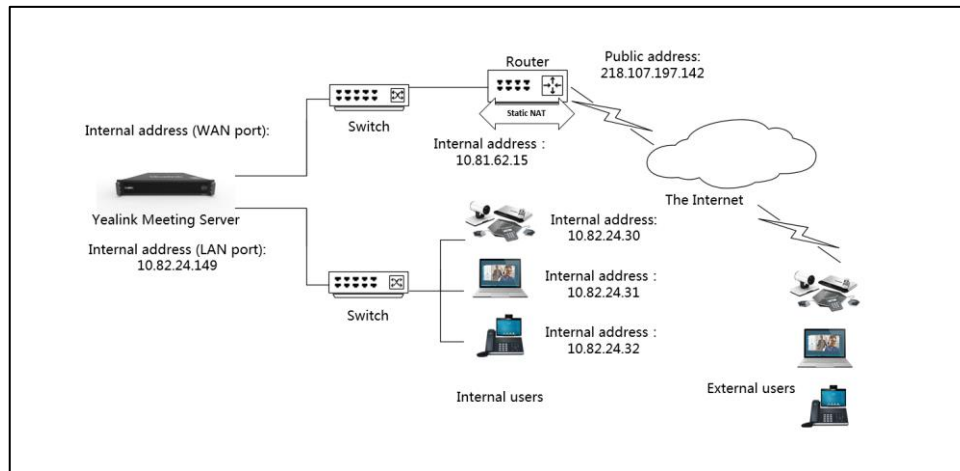 Router
Public address:
218.107.197.142
Static NAT
Switch
Internal address (WAN port):
Internal address :
10.81.62.15
The Internet
Yealink Meeting Server
Internal address (LAN port):
10.82.24.149
Switch
Internal address:
10.82.24.30
Internal address :
10.82.24.31
Internal address :
10.82.24.32
Internal users
External users